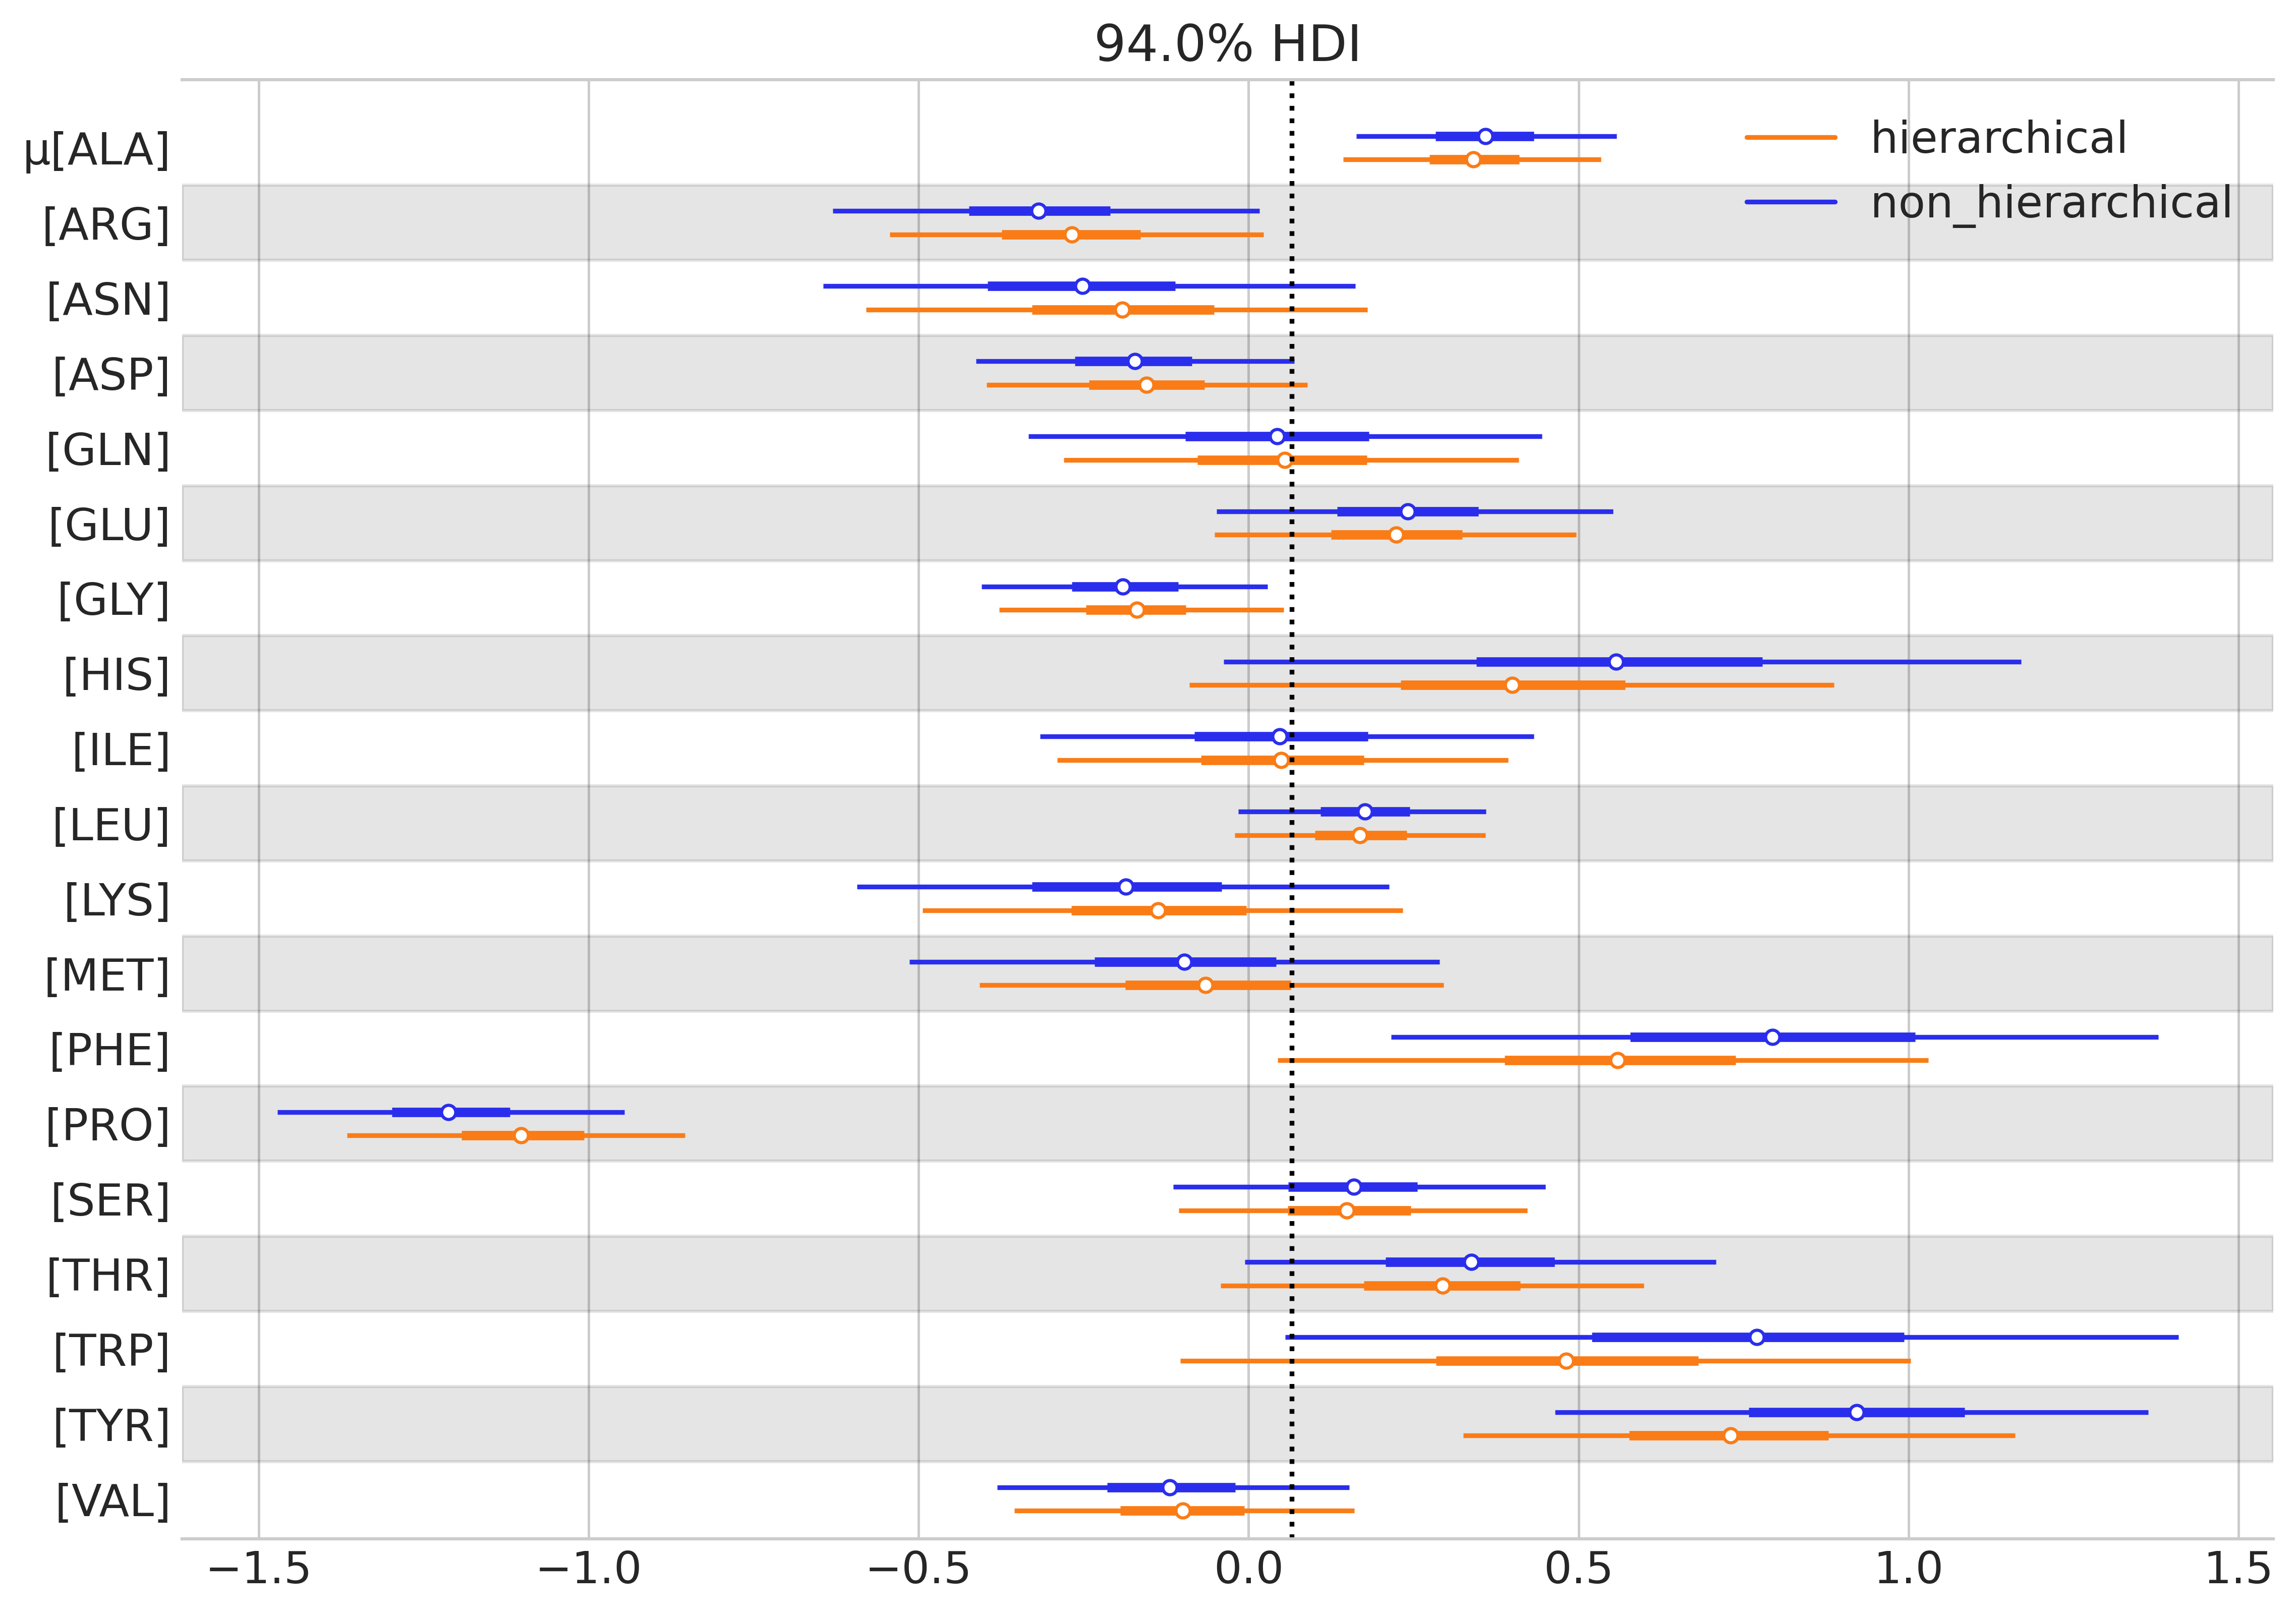 94.0% HDI
hierarchical
non_hierarchical
μ[ALA]
[ARG]
[ASN]
[ASP]
[GLN]
[GLU]
[GLY]
[HIS]
[ILE]
[LEU]
[LYS]
[MET]
[PHE]
[PRO]
[SER]
[THR]
[TRP]
[TYR]
[VAL]
−1.5 −1.0 −0.5 0.0 0.5 1.0 1.5